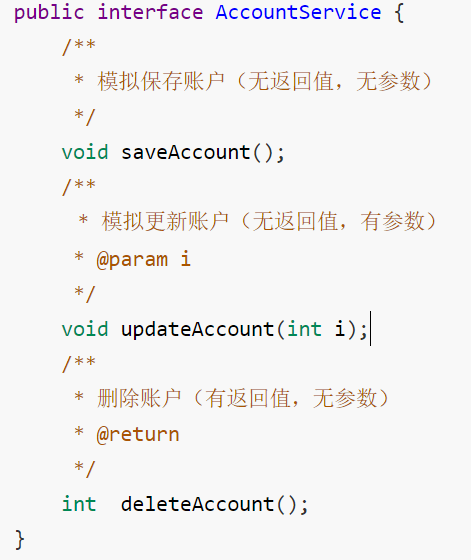 public interface AccountService {
/**
* 模拟保存账户（无返回值，无参数）
*/
void saveAccount();
/**
* 模拟更新账户（无返回值，有参数）
* @param i
*/
void updateAccount(int i);
/**
* 删除账户（有返回值，无参数）
* @return
*/
int  deleteAccount();
}